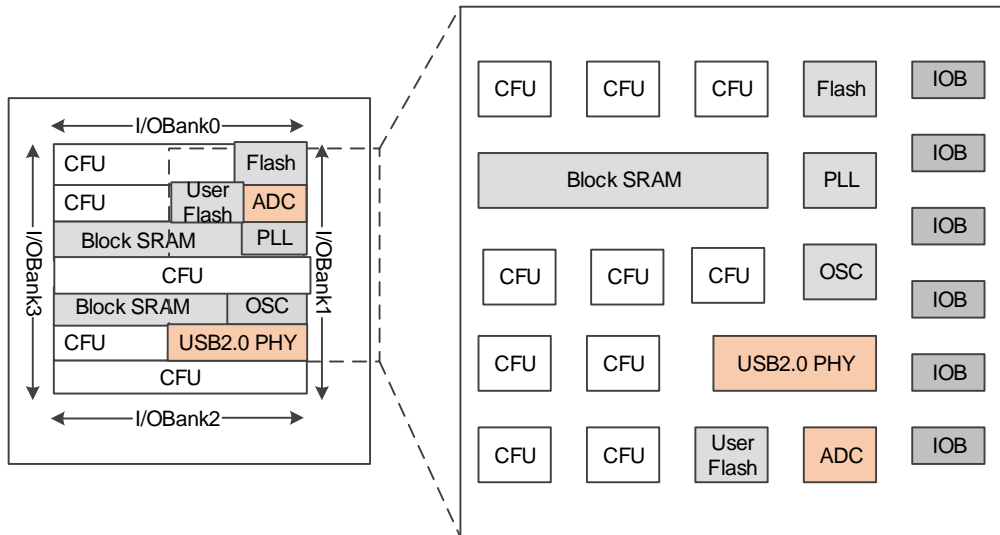 I/OBank0
I/OBank3
I/OBank1
CFU
Flash
CFU
User
Flash
ADC
Block SRAM
PLL
CFU
Block SRAM
OSC
CFU
USB2.0 PHY
CFU
I/OBank2
CFU
CFU
CFU
Flash
IOB
IOB
Block SRAM
PLL
IOB
CFU
CFU
CFU
OSC
IOB
CFU
CFU
USB2.0 PHY
IOB
CFU
CFU
User
Flash
ADC
IOB